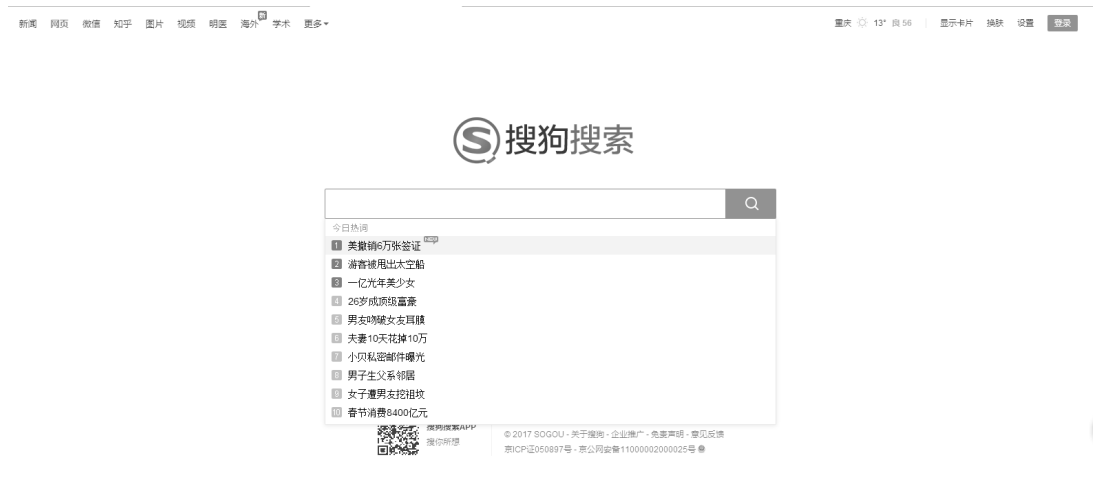 新闻 网页 微信 知乎 图片 视频 明医 海外 新 学术 更多
重庆 13° 良 56 显示卡片 换肤 设置 登录
S搜狗搜索
今日热词
1 美撤销6万张签证 NEW
2 游客被甩出太空船
3 一亿光年美少女
4 26岁成顶级富豪
5 男友吻破女友耳膜
6 夫妻10天花掉10万
7 小贝私密邮件曝光
8 男子生父系邻居
9 女子遭男友挖祖坟
10 春节消费8400亿元
搜狗搜索APP
搜你所想
© 2017 SOGOU - 关于搜狗 - 企业推广 - 免责声明 - 意见反馈
京ICP证050897号 - 京公网安备11000002000025号